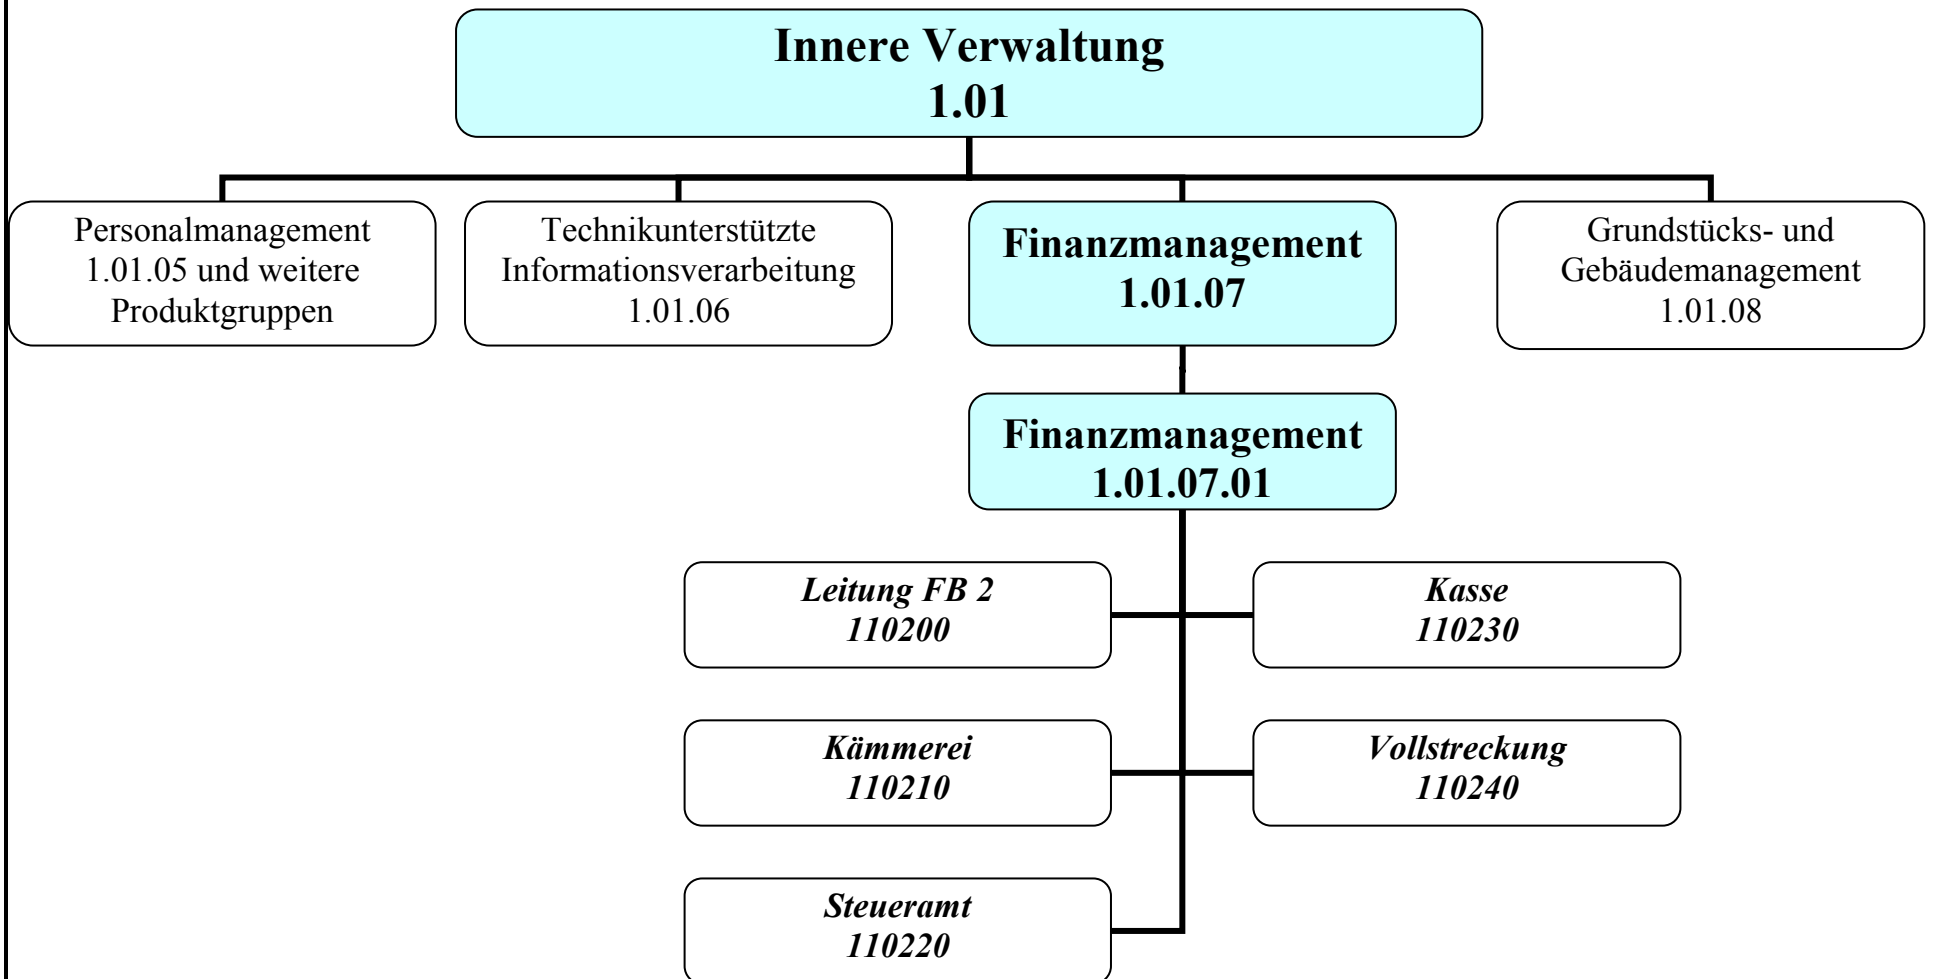 Innere Verwaltung
1.01
Personalmanagement
1.01.05 und weitere
Produktgruppen
Technikunterstützte
Informationsverarbeitung
1.01.06
Finanzmanagement
1.01.07
Grundstücks- und
Gebäudemanagement
1.01.08
Finanzmanagement
1.01.07.01
Leitung FB 2
110200
Kasse
110230
Kämmerei
110210
Vollstreckung
110240
Steueramt
110220